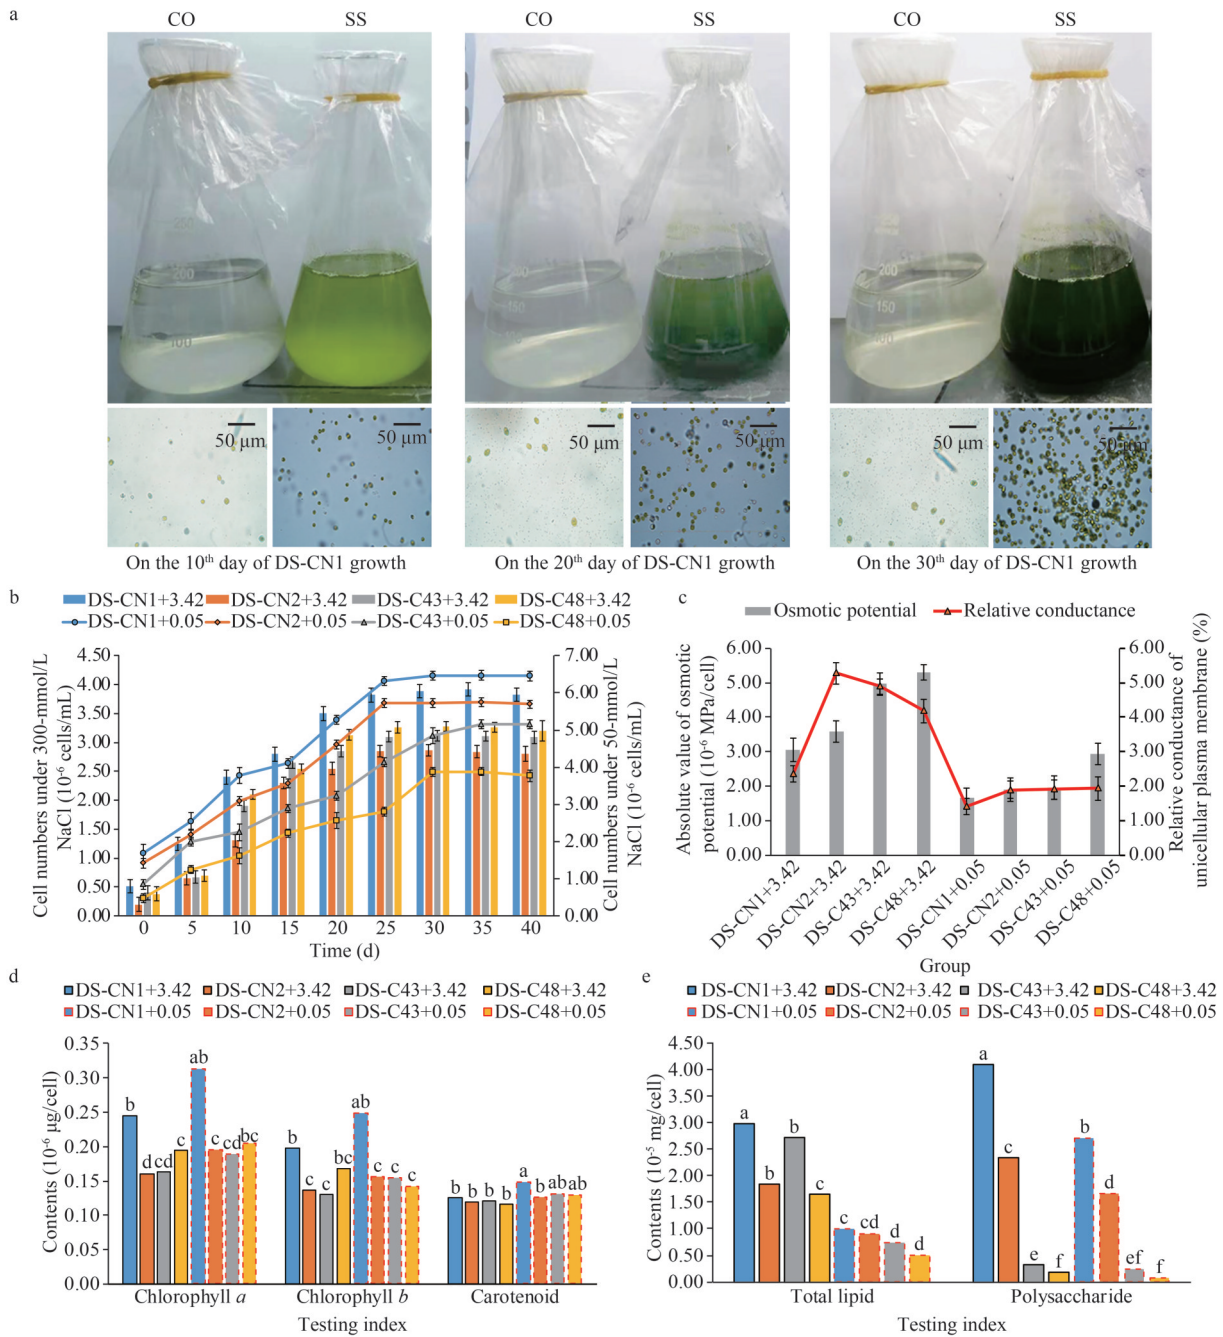 a
CO SS CO SS CO SS
250
200
100
200
150
100
200
150
100
50 μm 50 μm 50 μm 50 μm 50 μm 50 μm
On the 10th day of DS-CN1 growth On the 20th day of DS-CN1 growth On the 30th day of DS-CN1 growth
b
DS-CN1+3.42 DS-CN2+3.42 DS-C43+3.42 DS-C48+3.42
DS-CN1+0.05 DS-CN2+0.05 DS-C43+0.05 DS-C48+0.05
Cell numbers under 300-mmol/L
NaCl (10⁻⁶ cells/mL)
4.50
4.00
3.50
3.00
2.50
2.00
1.50
1.00
0.50
0.00
7.00
6.00
5.00
4.00
3.00
2.00
1.00
0.00
Cell numbers under 50-mmol/L
NaCl (10⁻⁶ cells/mL)
0 5 10 15 20 25 30 35 40
Time (d)
c
Osmotic potential Relative conductance
Absolute value of osmotic
potential (10⁻⁶ MPa/cell)
6.00
5.00
4.00
3.00
2.00
1.00
0.00
6.00
5.00
4.00
3.00
2.00
1.00
0.00
Relative conductance of
unicellular plasma membrane (%)
DS-CN1+3.42
DS-CN2+3.42
DS-C43+3.42
DS-C48+3.42
DS-CN1+0.05
DS-CN2+0.05
DS-C43+0.05
DS-C48+0.05
Group
d
DS-CN1+3.42 DS-CN2+3.42 DS-C43+3.42 DS-C48+3.42
DS-CN1+0.05 DS-CN2+0.05 DS-C43+0.05 DS-C48+0.05
Contents (10⁻⁶ μg/cell)
0.35
0.30
0.25
0.20
0.15
0.10
0.05
0.00
b d cd c ab c cd bc
b c c bc ab c c c
b b b b a b ab ab
Chlorophyll a Chlorophyll b Carotenoid
Testing index
e
DS-CN1+3.42 DS-CN2+3.42 DS-C43+3.42 DS-C48+3.42
DS-CN1+0.05 DS-CN2+0.05 DS-C43+0.05 DS-C48+0.05
Contents (10⁻⁵ mg/cell)
4.50
4.00
3.50
3.00
2.50
2.00
1.50
1.00
0.50
0.00
a b b c c cd d d
a c e f b d ef f
Total lipid Polysaccharide
Testing index